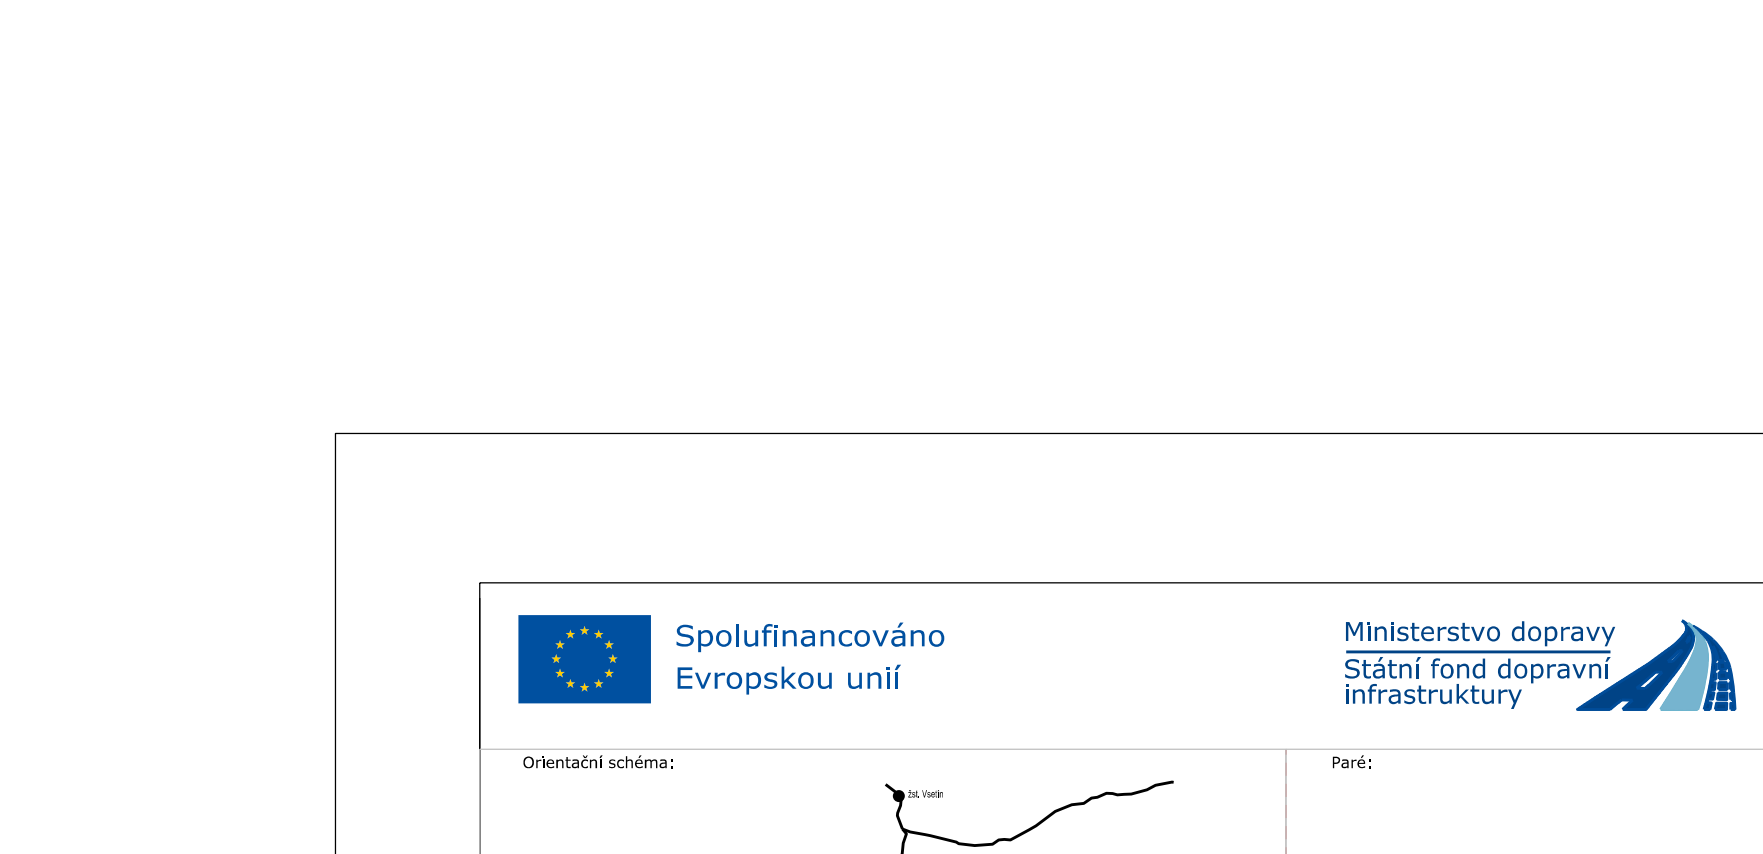 Spolufinancováno
Evropskou unií
Ministerstvo dopravy
Státní fond dopravní
infrastruktury
Orientační schéma:
Paré:
žst. Vsetín